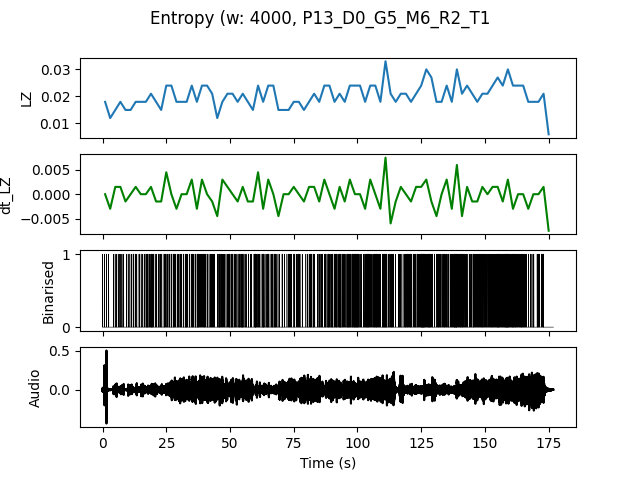 Entropy (w: 4000, P13_D0_G5_M6_R2_T1
0.03
0.02
0.01
LZ
0.005
0.000
−0.005
dt_LZ
1
0
Binarised
0.5
0.0
Audio
0 25 50 75 100 125 150 175
Time (s)